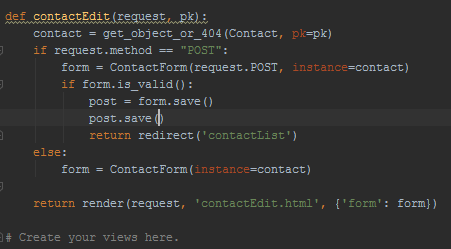 def contactEdit(request, pk):
    contact = get_object_or_404(Contact, pk=pk)
    if request.method == "POST":
        form = ContactForm(request.POST, instance=contact)
        if form.is_valid():
            post = form.save()
            post.save()
            return redirect('contactList')
    else:
        form = ContactForm(instance=contact)
    return render(request, 'contactEdit.html', {'form': form})
# Create your views here.